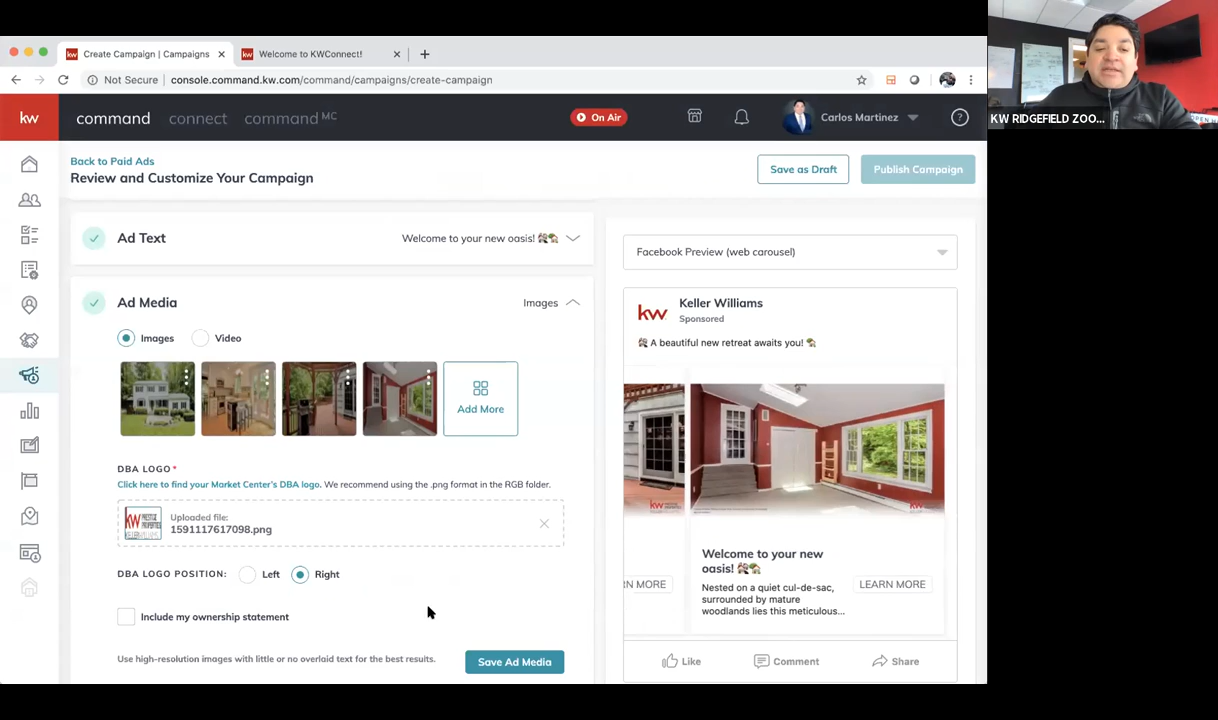 Create Campaign | Campaigns
Welcome to KWConnect!
Not Secure
console.command.kw.com/command/campaigns/create-campaign
kw
command
connect
command MC
On Air
Carlos Martinez
KW RIDGEFIELD ZOO...
Back to Paid Ads
Review and Customize Your Campaign
Save as Draft
Publish Campaign
Ad Text
Welcome to your new oasis!
Ad Media
Images
Images
Video
Add More
DBA LOGO*
Click here to find your Market Center's DBA logo. We recommend using the .png format in the RGB folder.
Uploaded file:
1591117617098.png
DBA LOGO POSITION:
Left
Right
Include my ownership statement
Use high-resolution images with little or no overlaid text for the best results.
Save Ad Media
Facebook Preview (web carousel)
kw
Keller Williams
Sponsored
A beautiful new retreat awaits you!
Welcome to your new
oasis!
Nested on a quiet cul-de-sac,
surrounded by mature
woodlands lies this meticulous...
RN MORE
LEARN MORE
Like
Comment
Share